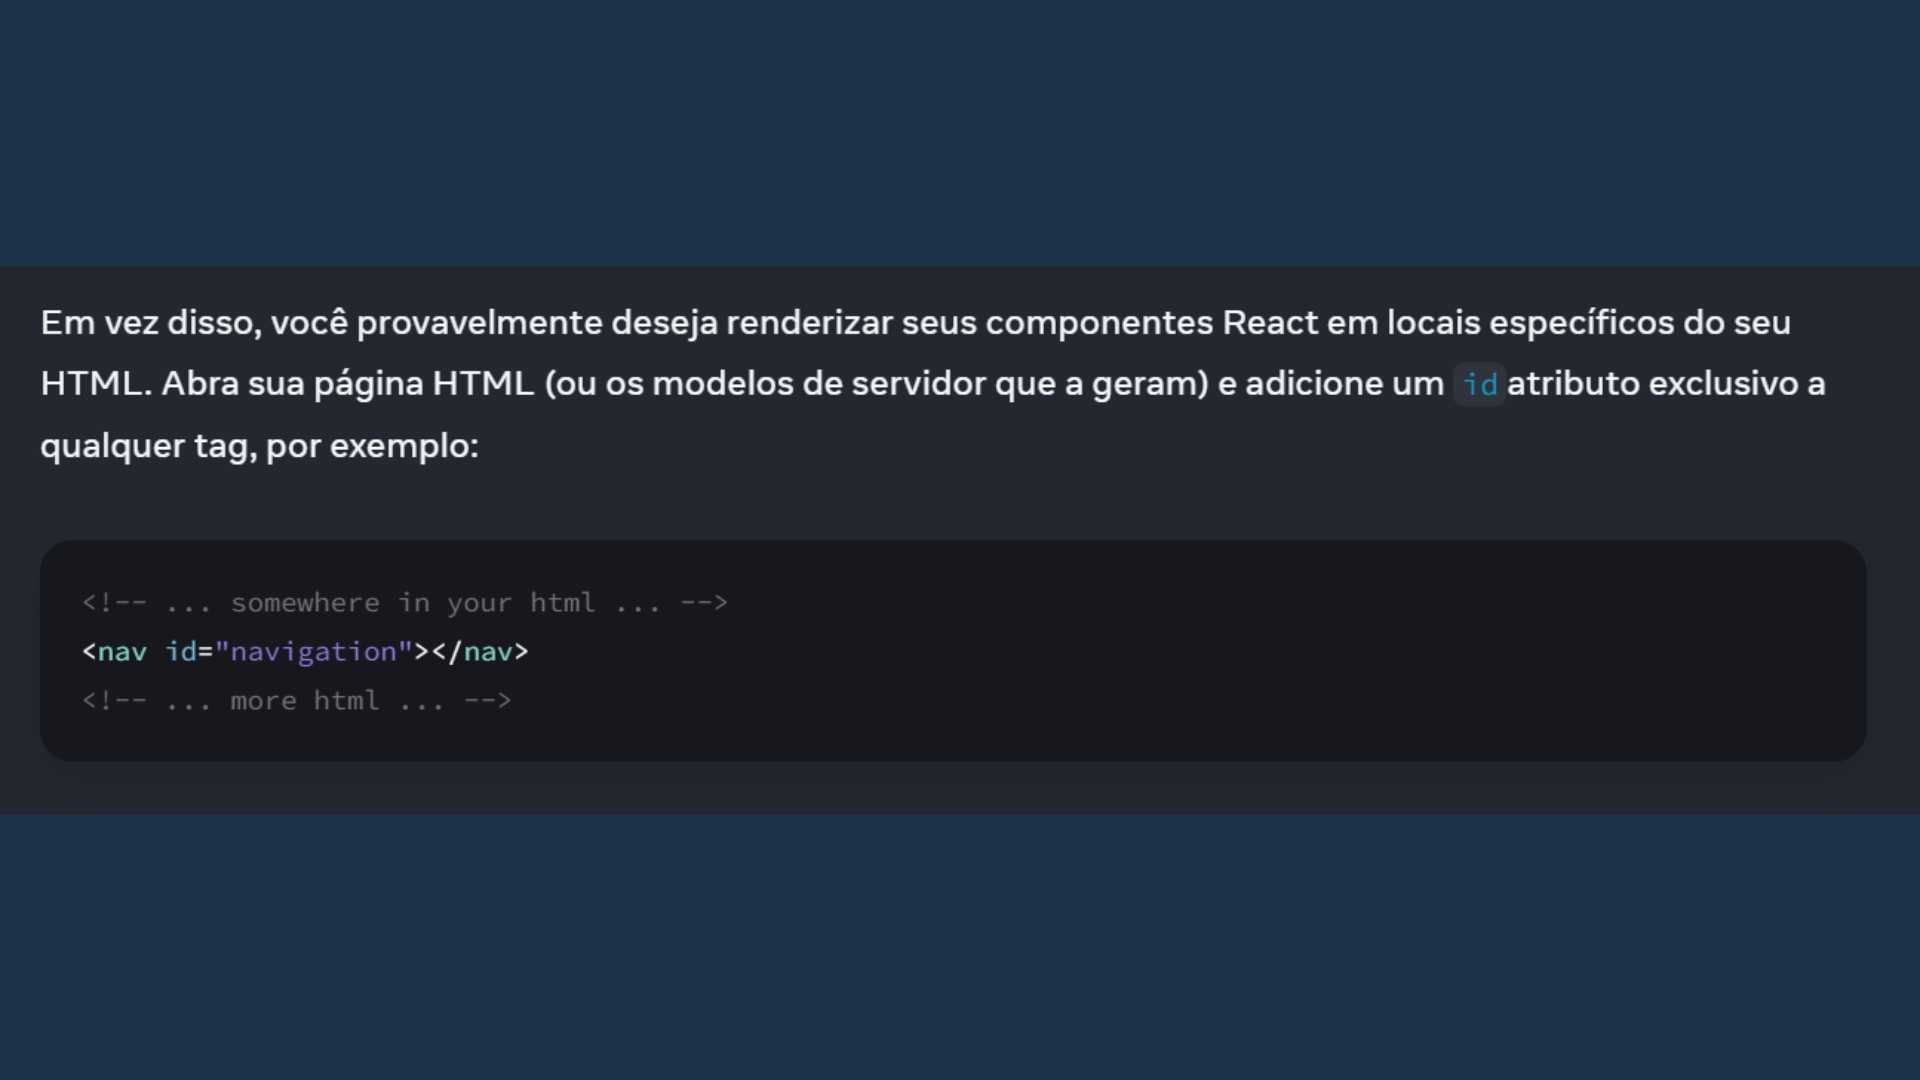 Em vez disso, você provavelmente deseja renderizar seus componentes React em locais específicos do seu
HTML. Abra sua página HTML (ou os modelos de servidor que a geram) e adicione um id atributo exclusivo a
qualquer tag, por exemplo:
<!-- ... somewhere in your html ... -->
<nav id="navigation"></nav>
<!-- ... more html ... -->